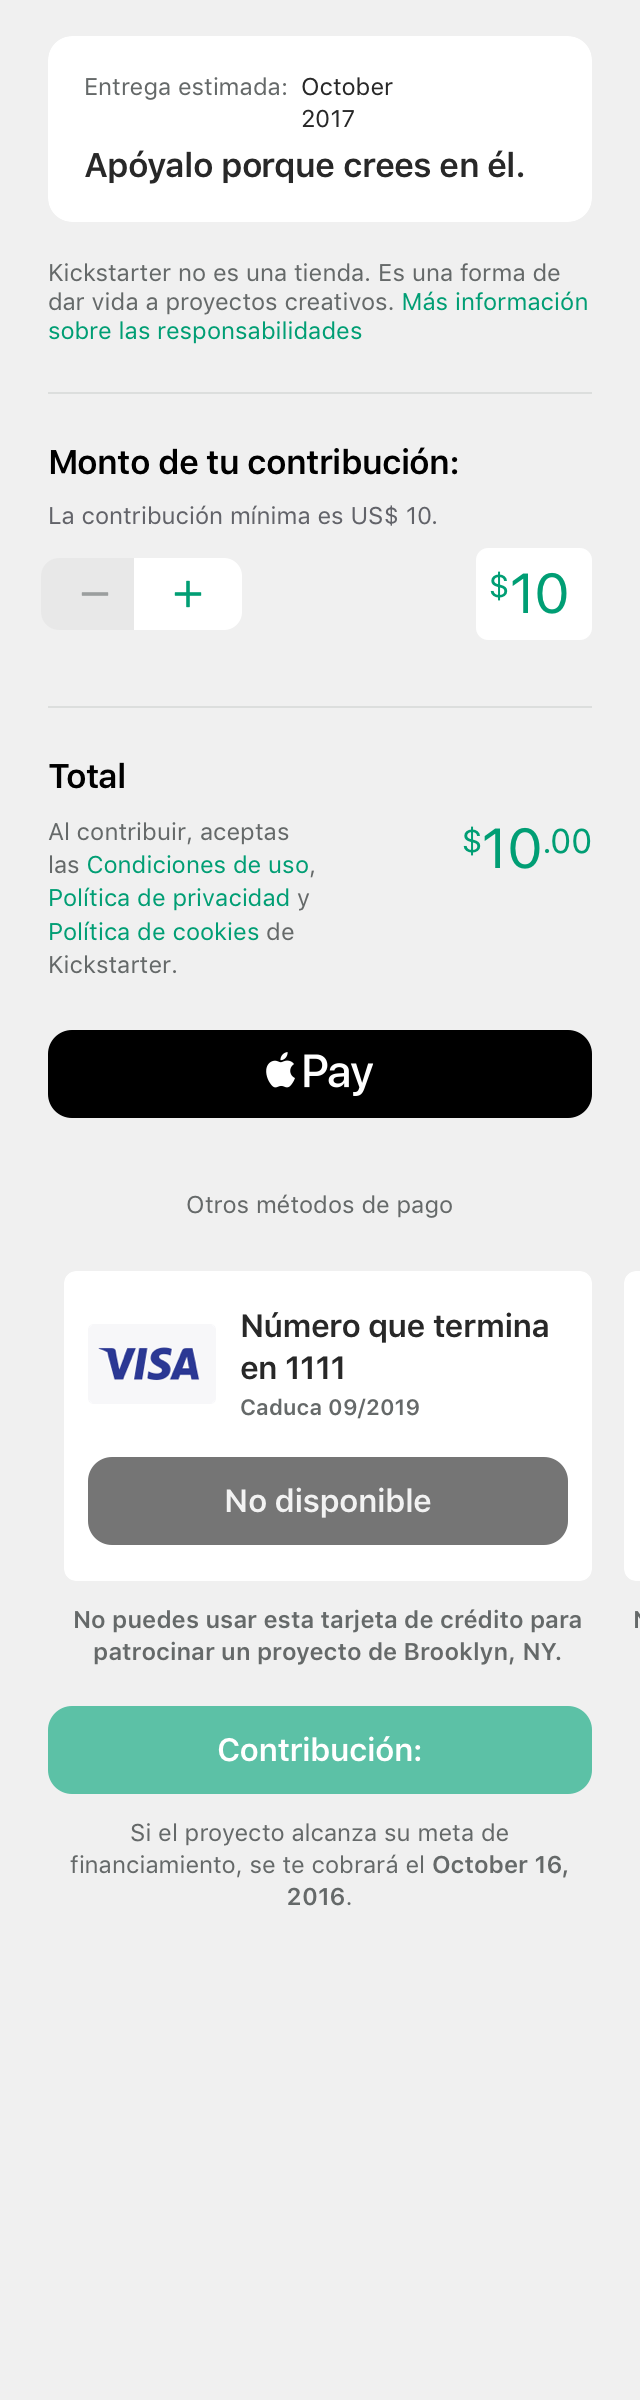 Entrega estimada: October
2017
Apóyalo porque crees en él.
Kickstarter no es una tienda. Es una forma de
dar vida a proyectos creativos. Más información
sobre las responsabilidades
Monto de tu contribución:
La contribución mínima es US$ 10.
− +
$10
Total
Al contribuir, aceptas
las Condiciones de uso,
Política de privacidad y
Política de cookies de
Kickstarter.
$10.00
Pay
Otros métodos de pago
VISA
Número que termina
en 1111
Caduca 09/2019
No disponible
No puedes usar esta tarjeta de crédito para
patrocinar un proyecto de Brooklyn, NY.
Contribución:
Si el proyecto alcanza su meta de
financiamiento, se te cobrará el October 16,
2016.